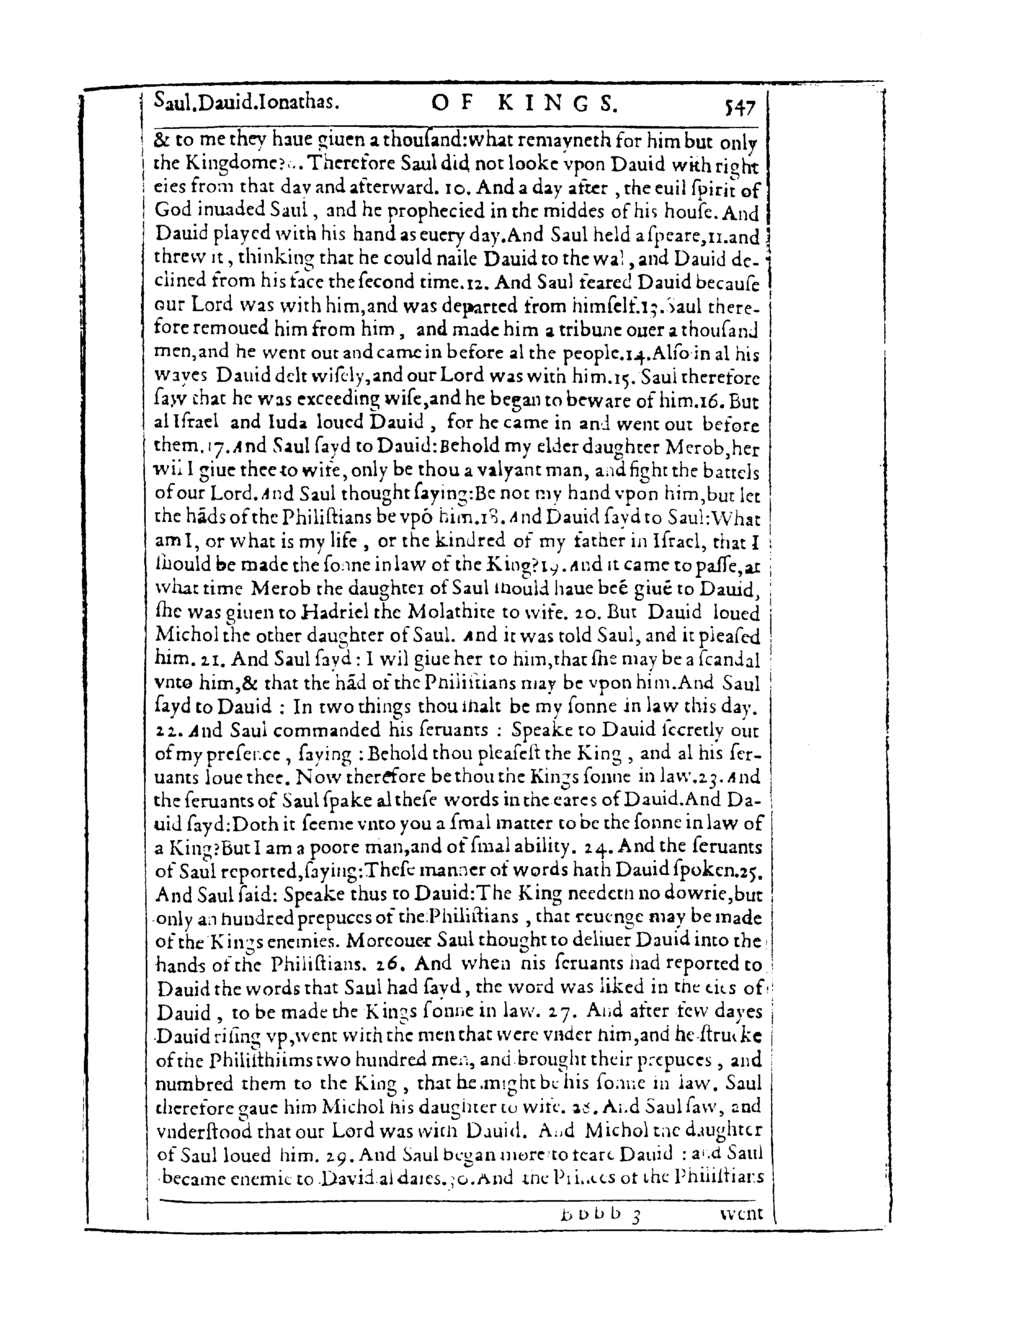 Saul.Dauid.Ionathas. OF KINGS. 547
& to me they haue giuen a thouſand:what remayneth for him but only
the Kingdome? Therefore Saul did not looke vpon Dauid with right
eies from that day and afterward. 10. And a day after , the euil ſpirit of
God inuaded Saul , and he prophecied in the middes of his houſe. And
Dauid played with his hand as euery day.And Saul held a ſpeare,11.and
threw it , thinking that he could naile Dauid to the wal , and Dauid de-
clined from his face the ſecond time.12. And Saul feared Dauid becauſe
our Lord was with him,and was departed from himſelf.13.Saul there-
fore remoued him from him , and made him a tribune ouer a thouſand
men,and he went out and came in before al the people.14.Alſo in al his
wayes Dauid delt wiſely,and our Lord was with him.15. Saul therefore
ſaw that he was exceeding wiſe,and he began to beware of him.16. But
al Iſrael and Iuda loued Dauid , for he came in and went out before
them.17.And Saul ſayd to Dauid:Behold my elder daughter Merob,her
wil I giue thee to wife, only be thou a valyant man, and fight the battels
of our Lord.And Saul thought ſaying:Be not my hand vpon him,but let
the hãds of the Philiſtians be vpõ him.18.And Dauid ſayd to Saul:What
am I, or what is my life , or the kindred of my father in Iſrael, that I
ſhould be made the ſonne in law of the King?19.And it came to paſſe,at
what time Merob the daughter of Saul ſhould haue beẽ giuẽ to Dauid,
ſhe was giuen to Hadriel the Molathite to wife. 20. But Dauid loued
Michol the other daughter of Saul. And it was told Saul, and it pleaſed
him. 21. And Saul ſayd : I wil giue her to him,that ſhe may be a ſcandal
vnto him,& that the hãd of the Philiſtians may be vpon him.And Saul
ſayd to Dauid : In two things thou ſhalt be my ſonne in law this day.
22. And Saul commanded his ſeruants : Speake to Dauid ſecretly out
of my preſence , ſaying : Behold thou pleaſeſt the King , and al his ſer-
uants loue thee. Now therefore be thou the Kings ſonne in law.23.And
the ſeruants of Saul ſpake al theſe words in the eares of Dauid.And Da-
uid ſayd:Doth it ſeeme vnto you a ſmal matter to be the ſonne in law of
a King?But I am a poore man,and of ſmal ability. 24. And the ſeruants
of Saul reported,ſaying:Theſe manner of words hath Dauid ſpoken.25.
And Saul ſaid: Speake thus to Dauid:The King needeth no dowrie,but
only an hundred prepuces of the Philiſtians , that reuenge may be made
of the Kings enemies. Moreouer Saul thought to deliuer Dauid into the
hands of the Philiſtians. 26. And when his ſeruants had reported to
Dauid the words that Saul had ſayd , the word was liked in the eies of
Dauid , to be made the Kings ſonne in law. 27. And after few dayes
Dauid riſing vp,went with the men that were vnder him,and he ſtrucke
of the Philiſthiims two hundred men, and brought their prepuces , and
numbred them to the King , that he might be his ſonne in law. Saul
therefore gaue him Michol his daughter to wife. 28. And Saul ſaw, and
vnderſtood that our Lord was with Dauid. And Michol the daughter
of Saul loued him. 29. And Saul began more to feare Dauid : and Saul
became enemie to David al daies.30.And the Princes of the Philiſtians
Bbbb 3 went